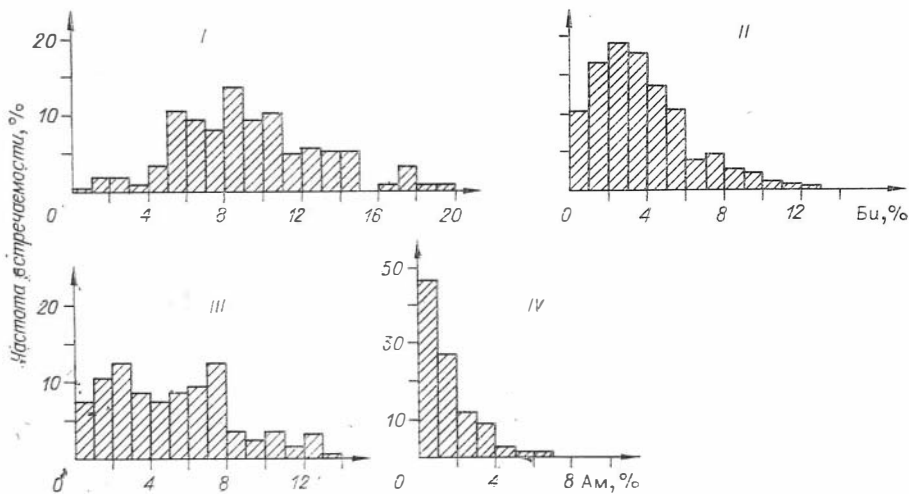 Частота встречаемости, %
20
10
I
0 4 8 12 16 20
II
0 4 8 12 Би, %
20
10
III
0 4 8 12
50
30
10
IV
0 4 8 Ам, %